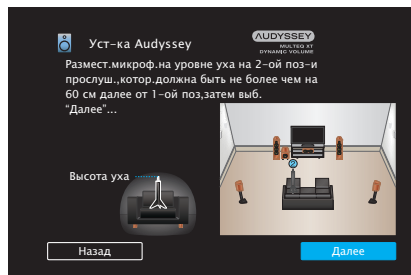 Уст-ка Audyssey
AUDYSSEY
MULTEQ XT
DYNAMIC VOLUME
Размест.микроф.на уровне уха на 2-ой поз-и
прослуш.,котор.должна быть не более чем на
60 см далее от 1-ой поз,затем выб.
“Далее”...
Высота уха
2
Назад
Далее